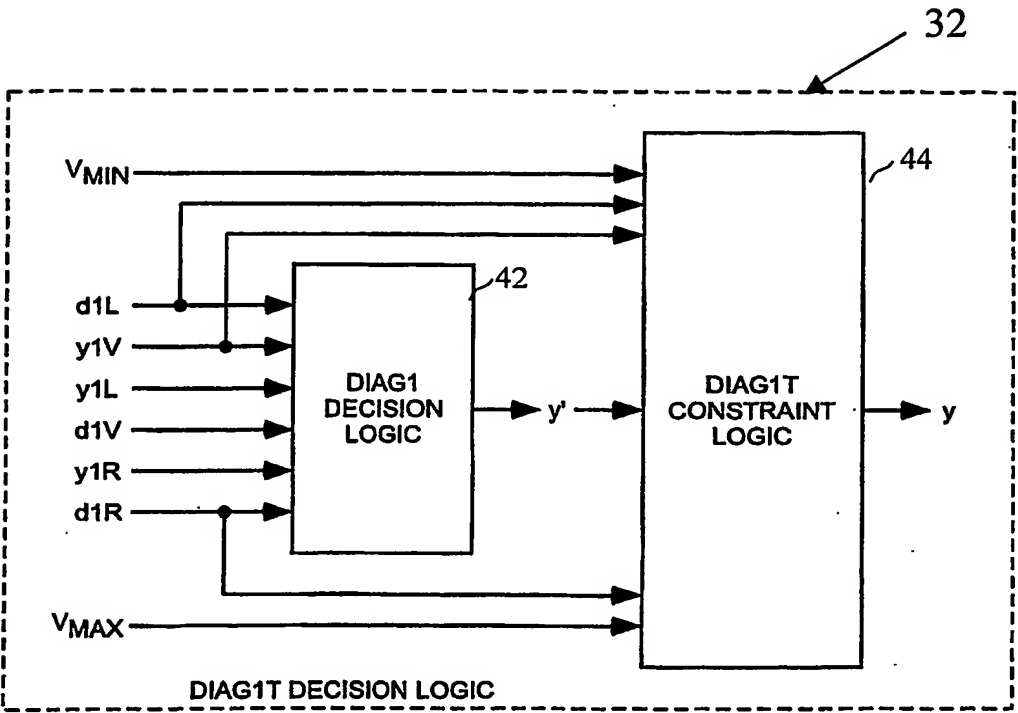 32
VMIN
44
42
d1L
y1V
y1L
d1V
y1R
d1R
DIAG1
DECISION
LOGIC
y'
DIAG1T
CONSTRAINT
LOGIC
y
VMAX
DIAG1T DECISION LOGIC